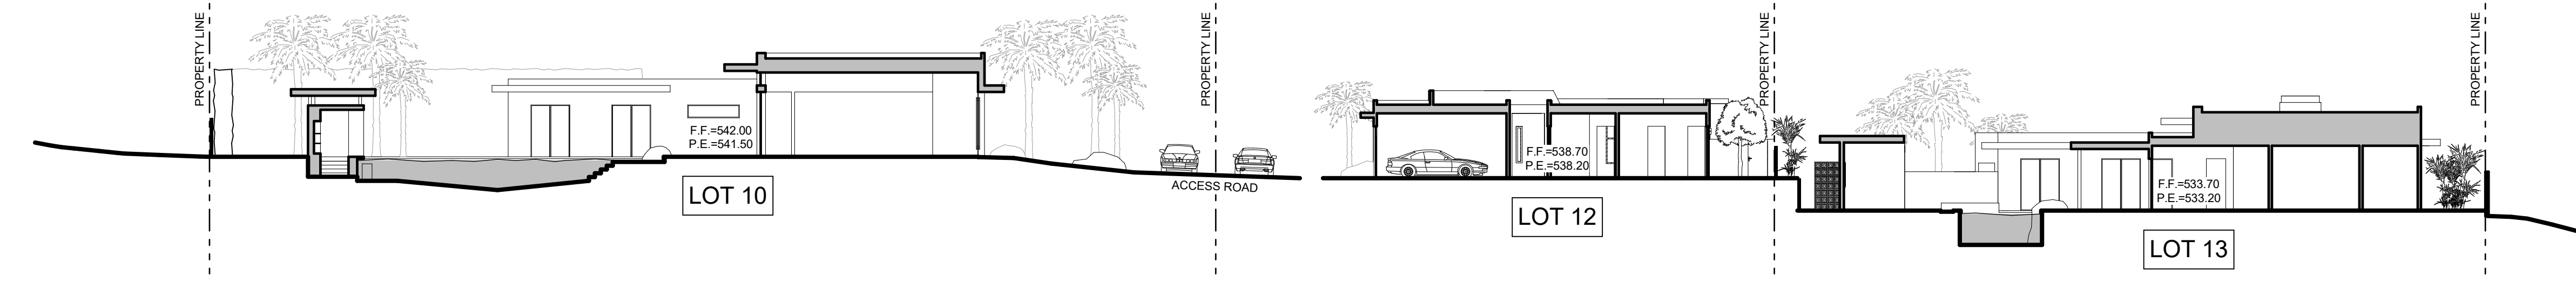 PROPERTY LINE
F.F.=542.00
P.E.=541.50
LOT 10
PROPERTY LINE
ACCESS ROAD
F.F.=538.70
P.E.=538.20
LOT 12
PROPERTY LINE
F.F.=533.70
P.E.=533.20
LOT 13
PROPERTY LINE